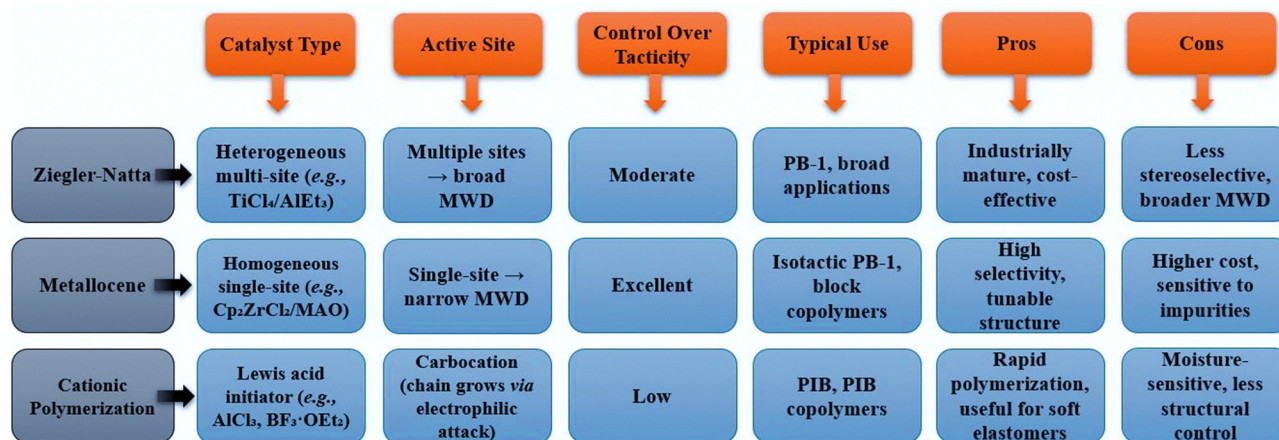 Catalyst Type
Active Site
Control Over
Tacticity
Typical Use
Pros
Cons
Ziegler-Natta
Heterogeneous
multi-site (e.g.,
TiCl₄/AlEt₃)
Multiple sites
→ broad
MWD
Moderate
PB-1, broad
applications
Industrially
mature, cost-
effective
Less
stereoselective,
broader MWD
Metallocene
Homogeneous
single-site (e.g.,
Cp₂ZrCl₂/MAO)
Single-site →
narrow MWD
Excellent
Isotactic PB-1,
block
copolymers
High
selectivity,
tunable
structure
Higher cost,
sensitive to
impurities
Cationic
Polymerization
Lewis acid
initiator (e.g.,
AlCl₃, BF₃·OEt₂)
Carbocation
(chain grows via
electrophilic
attack)
Low
PIB, PIB
copolymers
Rapid
polymerization,
useful for soft
elastomers
Moisture-
sensitive, less
structural
control